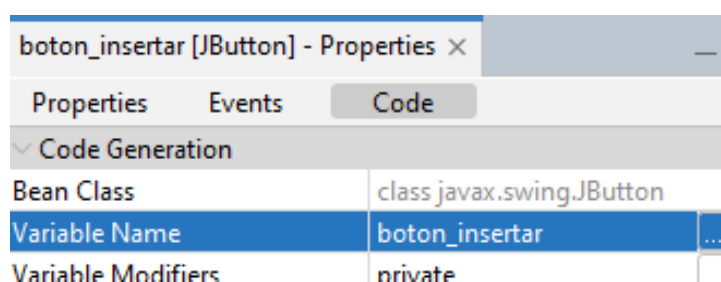 boton_insertar [JButton] - Properties ×
Properties Events Code
Code Generation
Bean Class class javax.swing.JButton
Variable Name boton_insertar ...
Variable Modifiers private